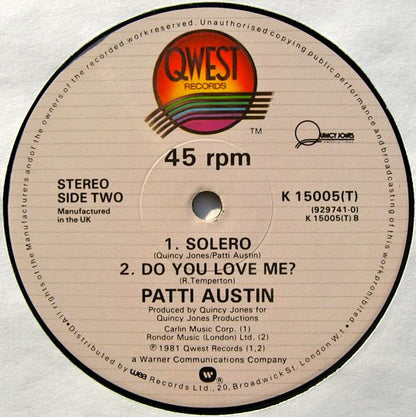 All rights of the Manufacturers and of the owners of the recorded work reserved. Unauthorised copying public performance and broadcasting of this work prohibited
QWEST
RECORDS
TM
QUINCY JONES
PRODUCTIONS
45 rpm
STEREO
SIDE TWO
Manufactured
in the UK
K 15005(T)
(929741-0)
K 15005(T) B
1. SOLERO
(Quincy Jones/Patti Austin)
2. DO YOU LOVE ME?
(R.Temperton)
PATTI AUSTIN
Produced by Quincy Jones for
Quincy Jones Productions
Carlin Music Corp. (1)
Rondor Music (London) Ltd. (2)
℗ 1981 Qwest Records (1,2)
a Warner Communications Company
W ®
•Distributed by wea Records Ltd., 20, Broadwick St. London W.1.•